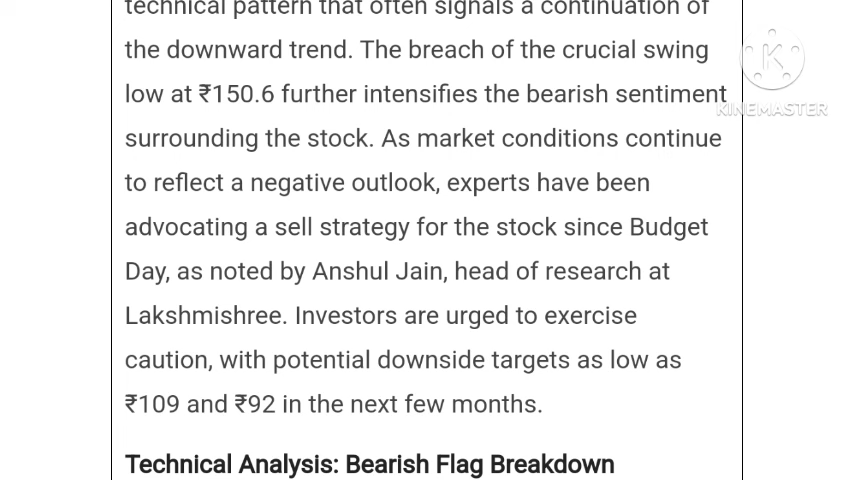 technical pattern that often signals a continuation of
the downward trend. The breach of the crucial swing
low at ₹150.6 further intensifies the bearish sentiment
surrounding the stock. As market conditions continue
to reflect a negative outlook, experts have been
advocating a sell strategy for the stock since Budget
Day, as noted by Anshul Jain, head of research at
Lakshmishree. Investors are urged to exercise
caution, with potential downside targets as low as
₹109 and ₹92 in the next few months.
Technical Analysis: Bearish Flag Breakdown
K
KINEMASTER